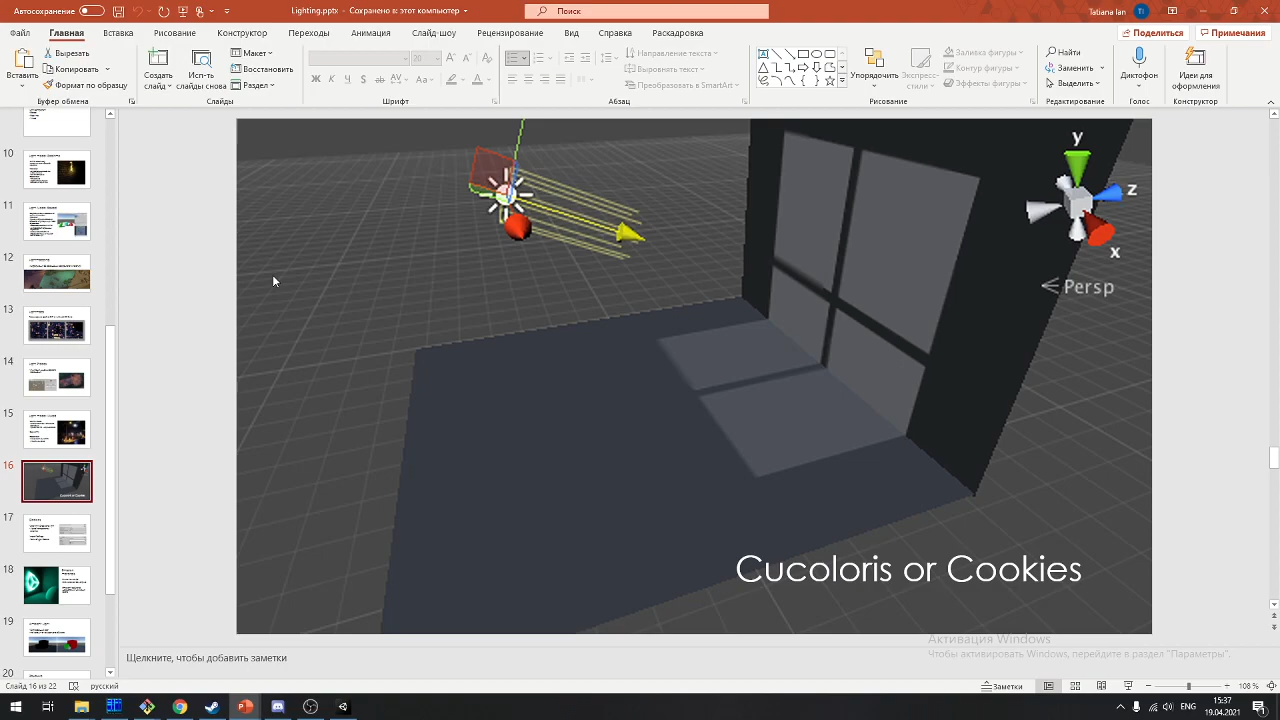 Автосохранение
Lighting.pptx - Сохранено в: этот компьютер
Поиск
Tatiana Ian
TI
Файл Главная Вставка Рисование Конструктор Переходы Анимация Слайд-шоу Рецензирование Вид Справка Раскадровка
Поделиться Примечания
Вставить
Вырезать
Копировать
Формат по образцу
Буфер обмена
Создать слайд
Исп-ть слайды снова
Макет
Восстановить
Раздел
Слайды
20
Ж К Ч S ab AV Aa
Шрифт
Направление текста
Выровнять текст
Преобразовать в SmartArt
Абзац
Упорядочить
Экспресс-стили
Заливка фигуры
Контур фигуры
Эффекты фигуры
Рисование
Найти
Заменить
Выделить
Редактирование
Диктофон
Голос
Идеи для оформления
Конструктор
11
12
13
14
15
16
17
18
19
20
y
z
x
Persp
Cucoloris or Cookies
Активация Windows
Чтобы активировать Windows, перейдите в раздел "Параметры".
Щелкните, чтобы добавить заметки
Слайд 16 из 22
русский
Заметки
108 %
15:37
19.04.2021